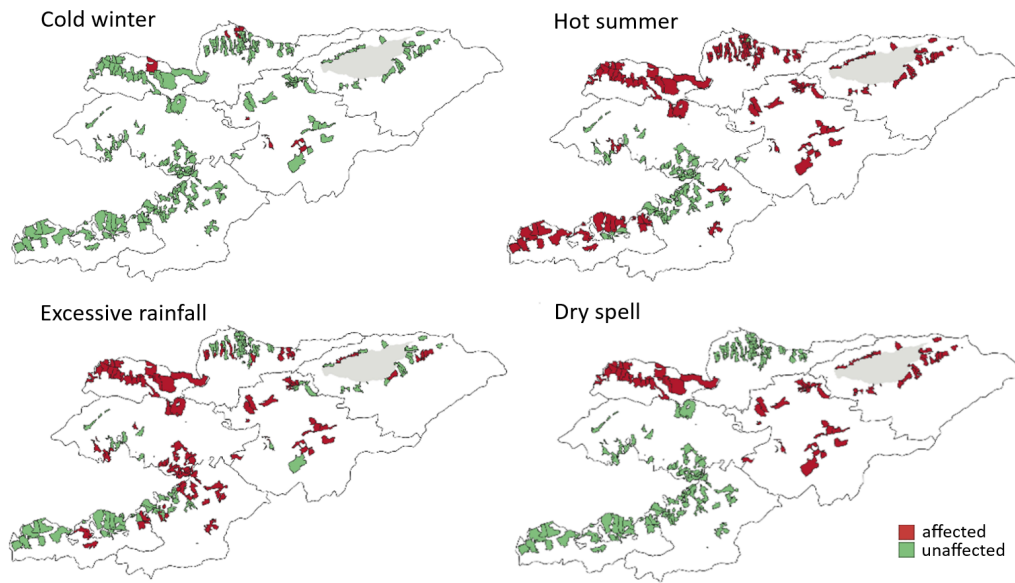 Cold winter
Hot summer
Excessive rainfall
Dry spell
affected
unaffected